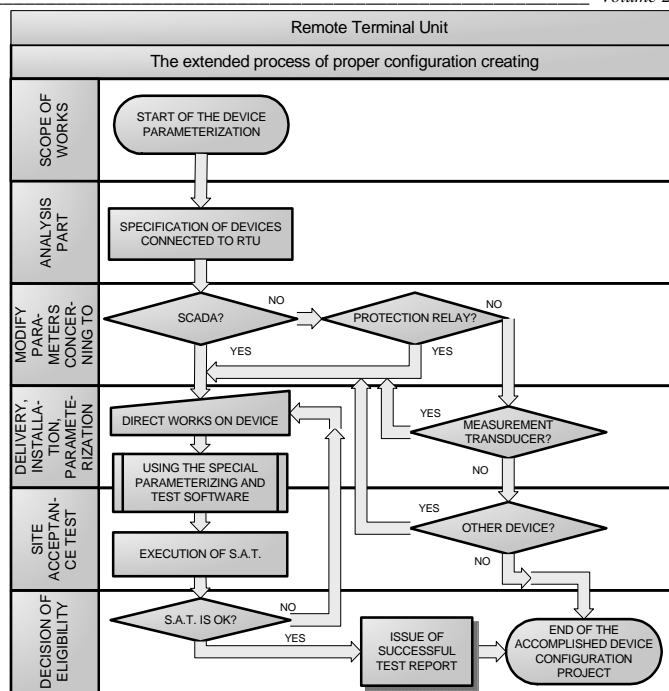 Volume 2
Remote Terminal Unit
The extended process of proper configuration creating
SCOPE OF
WORKS
START OF THE DEVICE
PARAMETERIZATION
ANALYSIS
PART
SPECIFICATION OF DEVICES
CONNECTED TO RTU
MODIFY
PARA-
METERS
CONCER-
NING TO
SCADA?
NO
PROTECTION RELAY?
NO
YES
YES
DELIVERY,
INSTALLA-
TION,
PARAMETE-
RIZATION
DIRECT WORKS ON DEVICE
YES
MEASUREMENT
TRANSDUCER?
USING THE SPECIAL
PARAMETERIZING AND
TEST SOFTWARE
NO
SITE
ACCEPTAN-
CE TEST
YES
OTHER DEVICE?
EXECUTION OF S.A.T.
NO
DECISION OF
ELIGIBILITY
S.A.T. IS OK?
NO
YES
ISSUE OF
SUCCESSFUL
TEST REPORT
END OF THE
ACCOMPLISHED DEVICE
CONFIGURATION
PROJECT